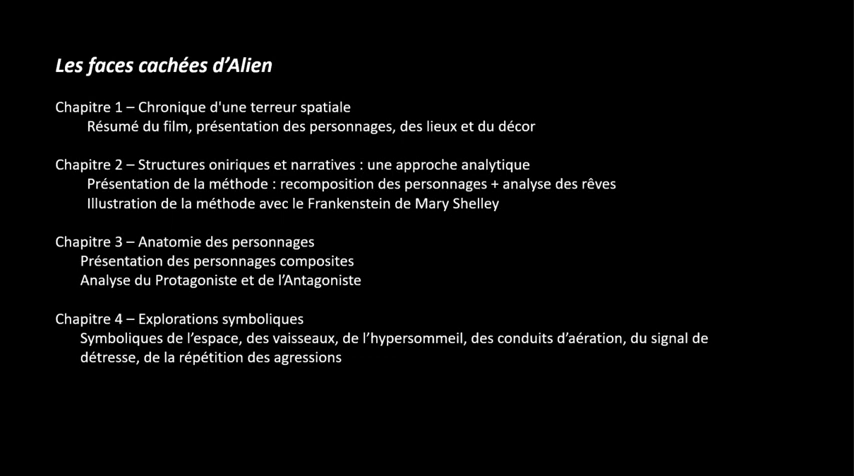 Les faces cachées d’Alien
Chapitre 1 – Chronique d'une terreur spatiale
Résumé du film, présentation des personnages, des lieux et du décor
Chapitre 2 – Structures oniriques et narratives : une approche analytique
Présentation de la méthode : recomposition des personnages + analyse des rêves
Illustration de la méthode avec le Frankenstein de Mary Shelley
Chapitre 3 – Anatomie des personnages
Présentation des personnages composites
Analyse du Protagoniste et de l’Antagoniste
Chapitre 4 – Explorations symboliques
Symboliques de l’espace, des vaisseaux, de l’hypersommeil, des conduits d’aération, du signal de
détresse, de la répétition des agressions